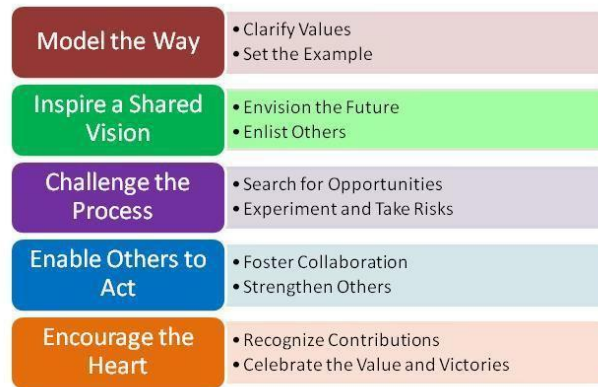 Model the Way
• Clarify Values
• Set the Example
Inspire a Shared
Vision
• Envision the Future
• Enlist Others
Challenge the
Process
• Search for Opportunities
• Experiment and Take Risks
Enable Others to
Act
• Foster Collaboration
• Strengthen Others
Encourage the
Heart
• Recognize Contributions
• Celebrate the Value and Victories